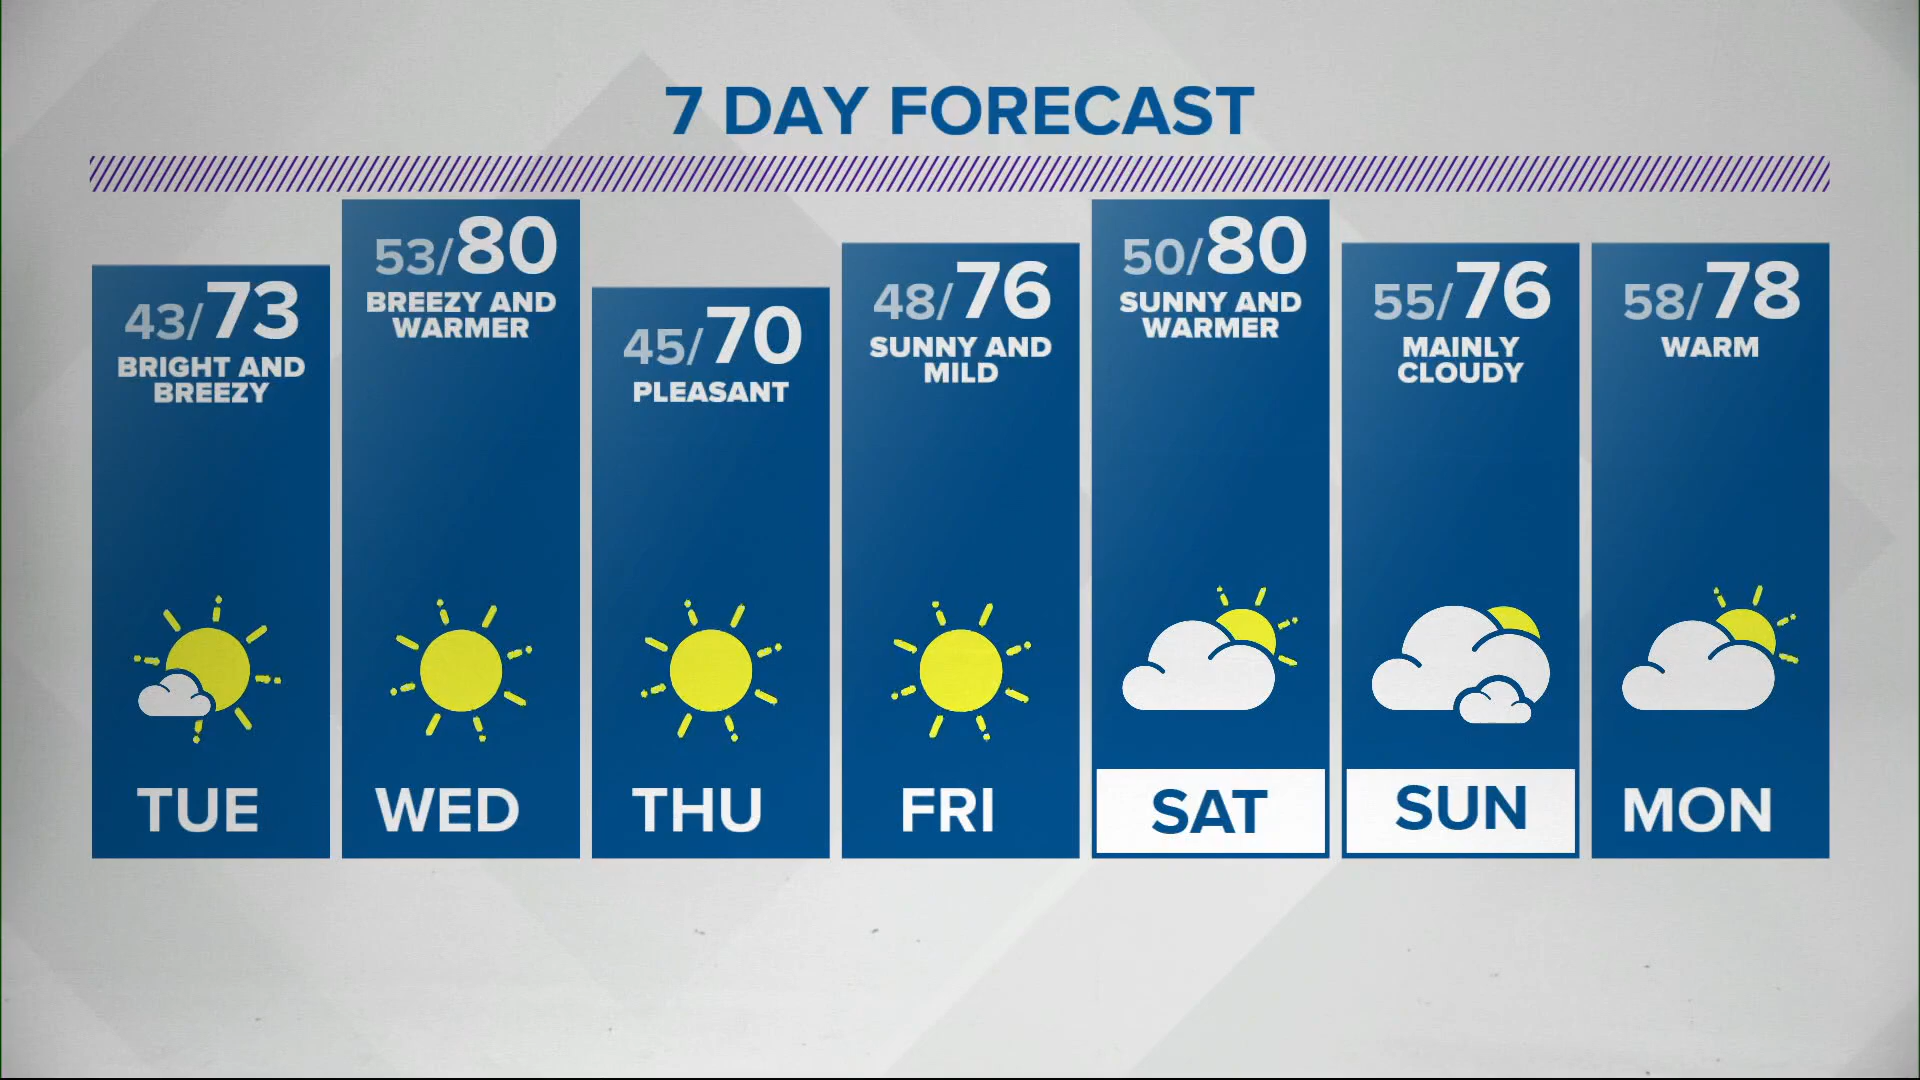 7 DAY FORECAST
43/73
BRIGHT AND
BREEZY
TUE
53/80
BREEZY AND
WARMER
WED
45/70
PLEASANT
THU
48/76
SUNNY AND
MILD
FRI
50/80
SUNNY AND
WARMER
SAT
55/76
MAINLY
CLOUDY
SUN
58/78
WARM
MON